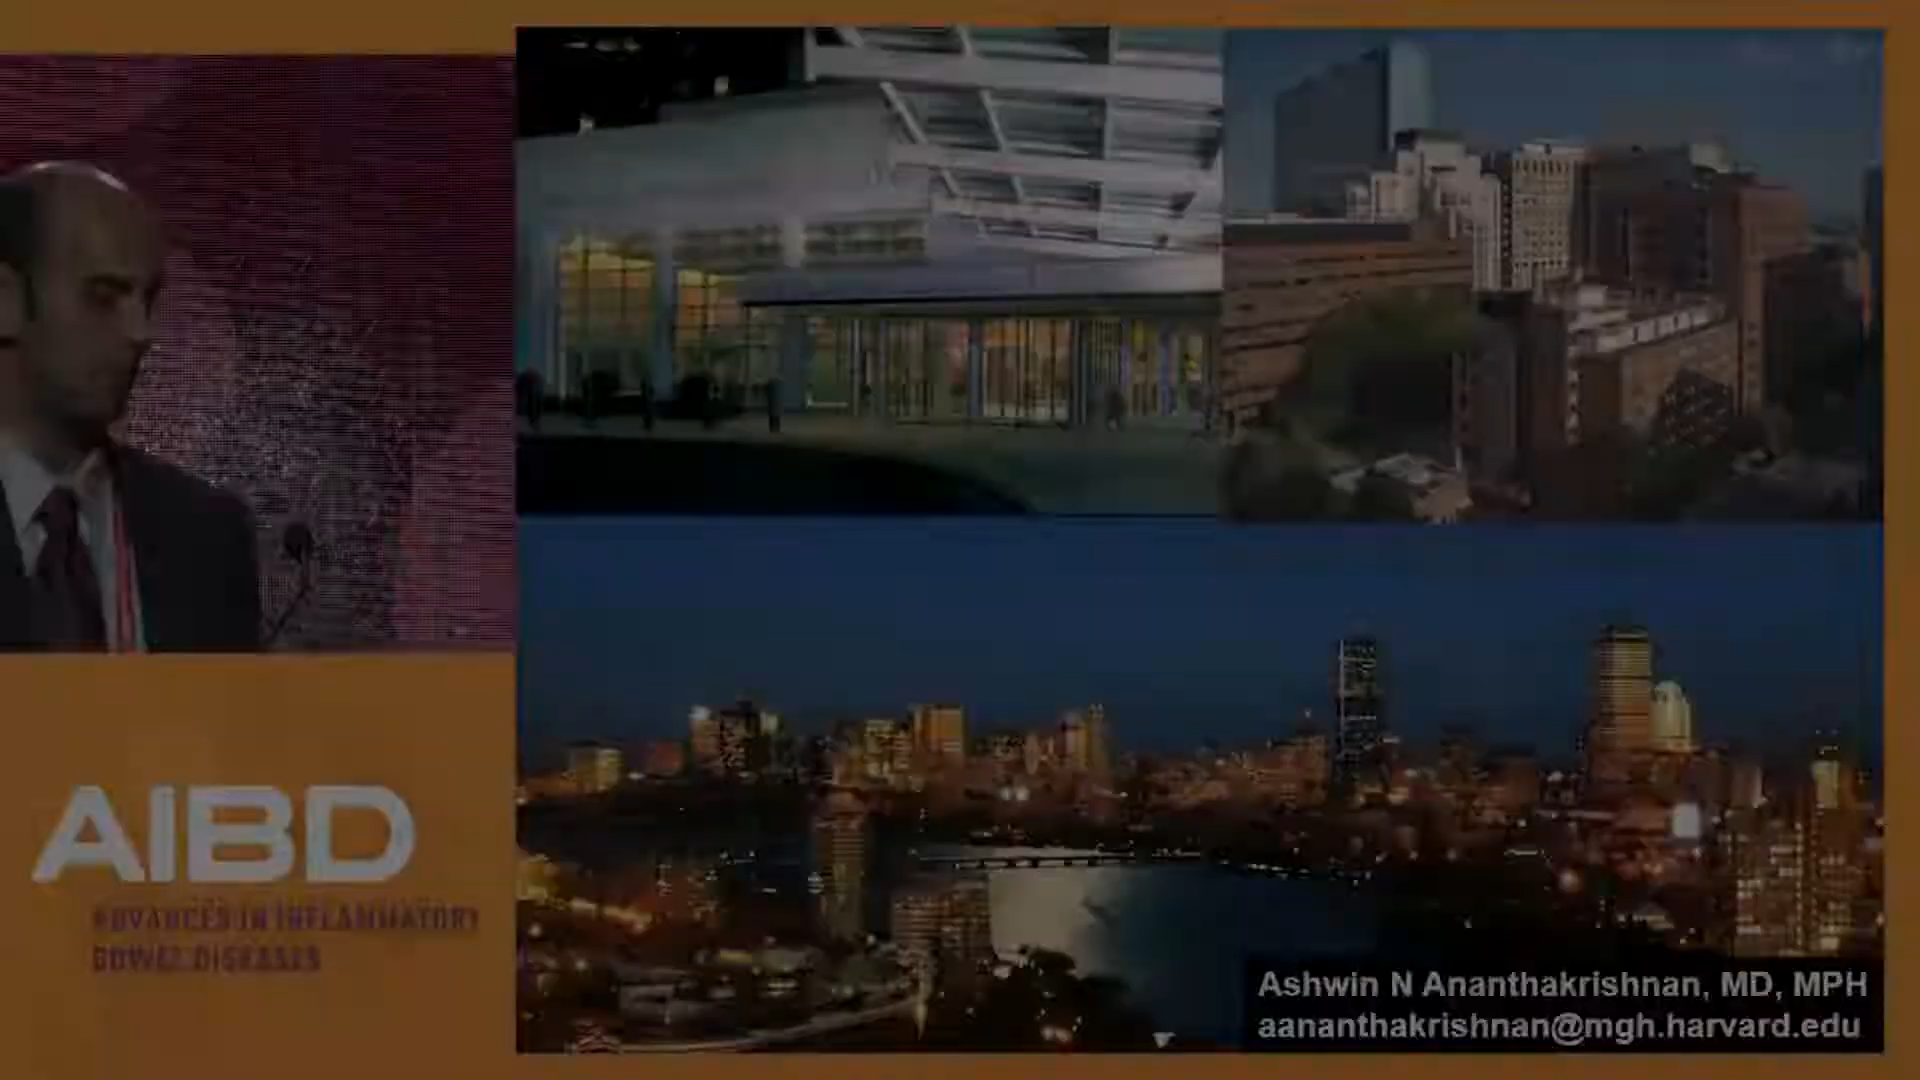 AIBD
ADVANCES IN INFLAMMATORY
BOWEL DISEASES
Ashwin N Ananthakrishnan, MD, MPH
aananthakrishnan@mgh.harvard.edu